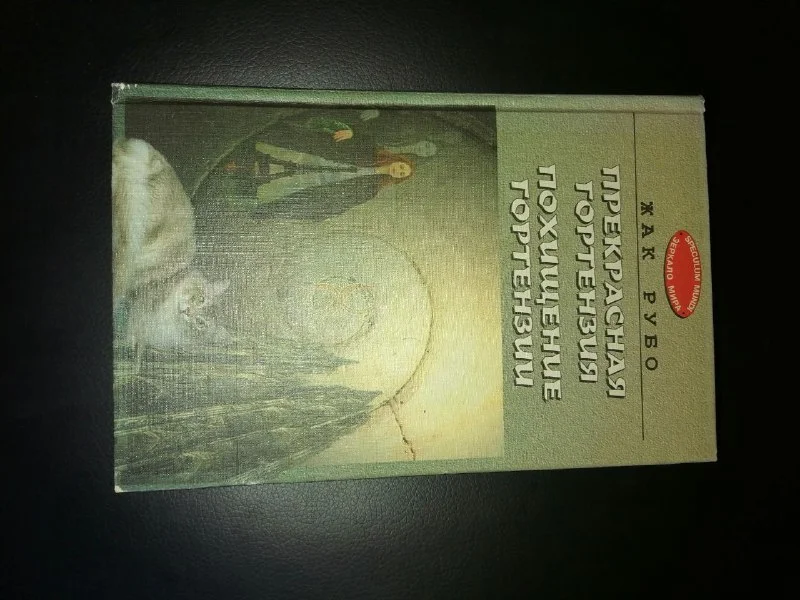 SPECULUM MUNDI
ЗЕРКАЛО МИРА
ЖАК РУБО
ПРЕКРАСНАЯ
ГОРТЕНЗИЯ
ПОХИЩЕНИЕ
ГОРТЕНЗИИ